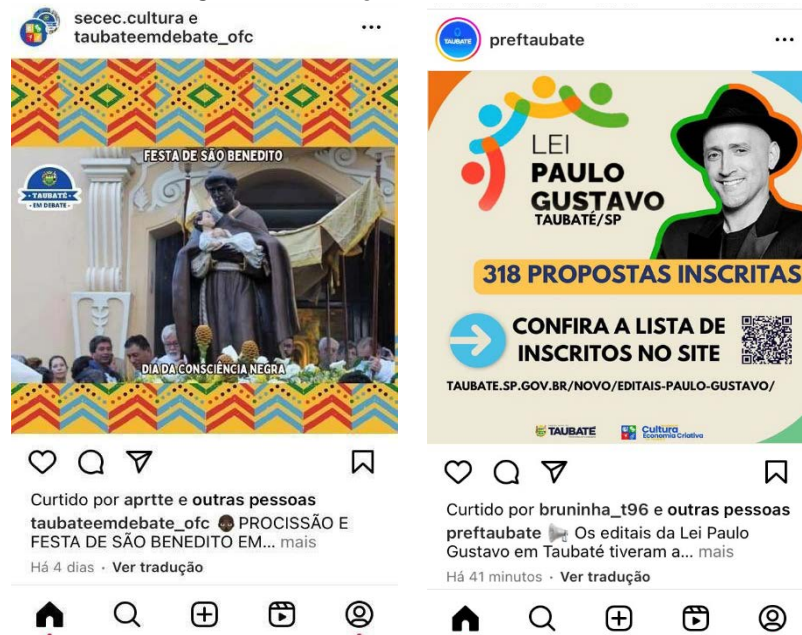 secec.cultura e
taubateemdebate_ofc
FESTA DE SÃO BENEDITO
TAUBATÉ
EM DEBATE
DIA DA CONSCIÊNCIA NEGRA
Curtido por aprtte e outras pessoas
taubateemdebate_ofc PROCISSÃO E
FESTA DE SÃO BENEDITO EM... mais
Há 4 dias · Ver tradução
TAUBATÉ
preftaubate
LEI
PAULO
GUSTAVO
TAUBATÉ/SP
318 PROPOSTAS INSCRITAS
CONFIRA A LISTA DE
INSCRITOS NO SITE
TAUBATE.SP.GOV.BR/NOVO/EDITAIS-PAULO-GUSTAVO/
TAUBATÉ
Cultura
Economia Criativa
Curtido por bruninha_t96 e outras pessoas
preftaubate Os editais da Lei Paulo
Gustavo em Taubaté tiveram a... mais
Há 41 minutos · Ver tradução